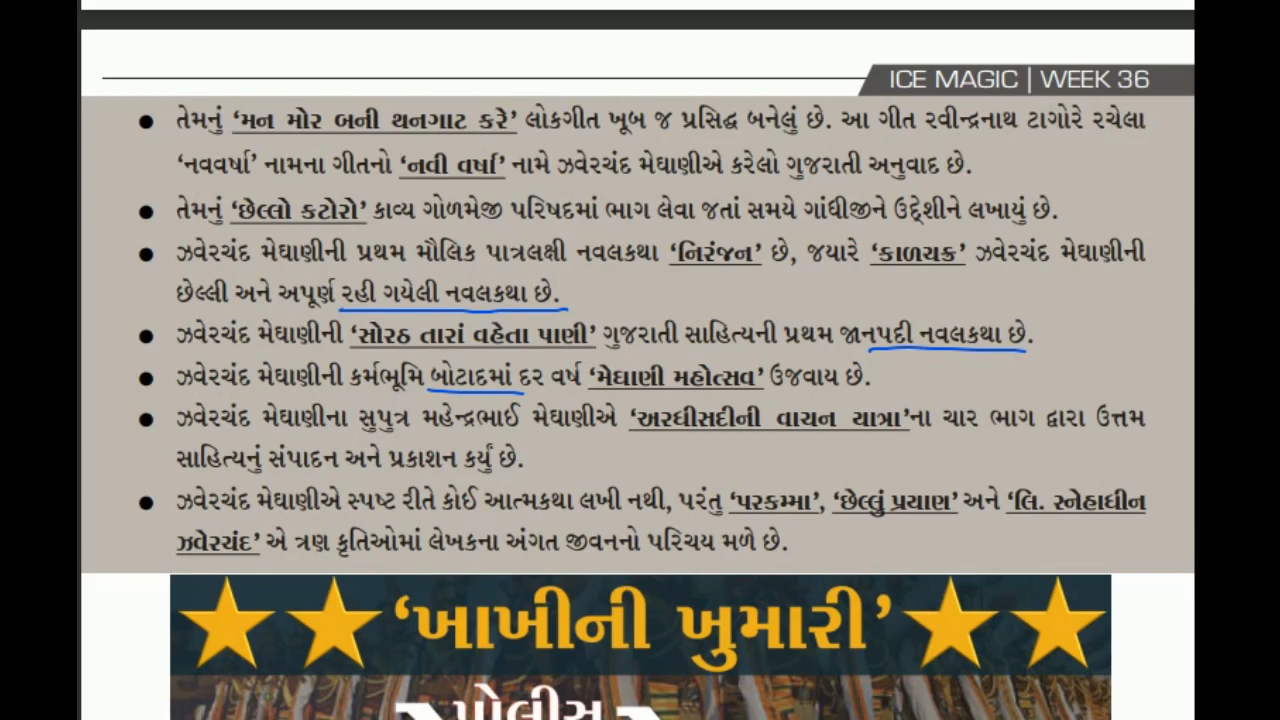 ICE MAGIC | WEEK 36
● તેમનું ‘મન મોર બની થનગાટ કરે’ લોકગીત ખૂબ જ પ્રસિદ્ધ બનેલું છે. આ ગીત રવીન્દ્રનાથ ટાગોરે રચેલા
‘નવવર્ષા’ નામના ગીતનો ‘નવી વર્ષા’ નામે ઝવેરચંદ મેઘાણીએ કરેલો ગુજરાતી અનુવાદ છે.
● તેમનું ‘છેલ્લો કટોરો’ કાવ્ય ગોળમેજી પરિષદમાં ભાગ લેવા જતાં સમયે ગાંધીજીને ઉદ્દેશીને લખાયું છે.
● ઝવેરચંદ મેઘાણીની પ્રથમ મૌલિક પાત્રલક્ષી નવલકથા ‘નિરંજન’ છે, જયારે ‘કાળચક્ર’ ઝવેરચંદ મેઘાણીની
છેલ્લી અને અપૂર્ણ રહી ગયેલી નવલકથા છે.
● ઝવેરચંદ મેઘાણીની ‘સોરઠ તારાં વહેતા પાણી’ ગુજરાતી સાહિત્યની પ્રથમ જાનપદી નવલકથા છે.
● ઝવેરચંદ મેઘાણીની કર્મભૂમિ બોટાદમાં દર વર્ષ ‘મેઘાણી મહોત્સવ’ ઉજવાય છે.
● ઝવેરચંદ મેઘાણીના સુપુત્ર મહેન્દ્રભાઈ મેઘાણીએ ‘અરધીસદીની વાચન યાત્રા’ના ચાર ભાગ દ્વારા ઉત્તમ
સાહિત્યનું સંપાદન અને પ્રકાશન કર્યું છે.
● ઝવેરચંદ મેઘાણીએ સ્પષ્ટ રીતે કોઈ આત્મકથા લખી નથી, પરંતુ ‘પરકમ્મા’, ‘છેલ્લું પ્રયાણ’ અને ‘લિ. સ્નેહાધીન
ઝવેરચંદ’ એ ત્રણ કૃતિઓમાં લેખકના અંગત જીવનનો પરિચય મળે છે.
‘ખાખીની ખુમારી’
પોલીસ